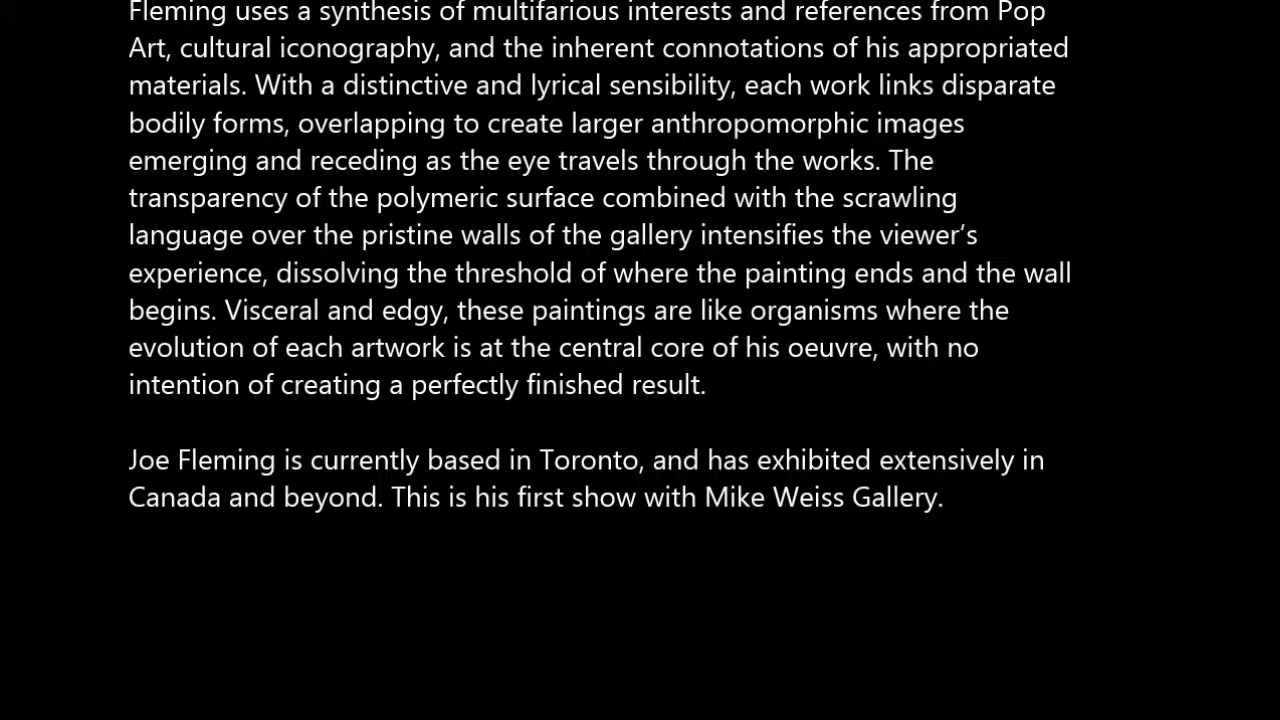 Fleming uses a synthesis of multifarious interests and references from Pop
Art, cultural iconography, and the inherent connotations of his appropriated
materials. With a distinctive and lyrical sensibility, each work links disparate
bodily forms, overlapping to create larger anthropomorphic images
emerging and receding as the eye travels through the works. The
transparency of the polymeric surface combined with the scrawling
language over the pristine walls of the gallery intensifies the viewer’s
experience, dissolving the threshold of where the painting ends and the wall
begins. Visceral and edgy, these paintings are like organisms where the
evolution of each artwork is at the central core of his oeuvre, with no
intention of creating a perfectly finished result.
Joe Fleming is currently based in Toronto, and has exhibited extensively in
Canada and beyond. This is his first show with Mike Weiss Gallery.